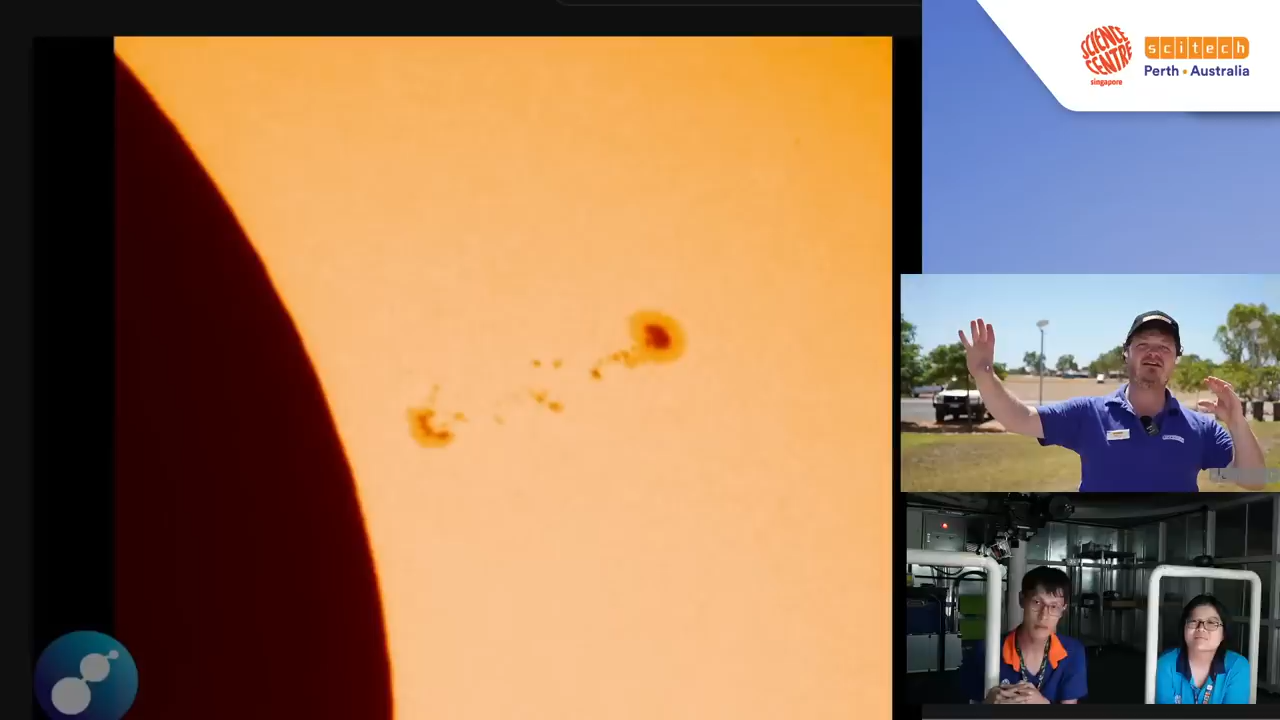 SCIENCE
CENTRE
singapore
scitech
Perth • Australia